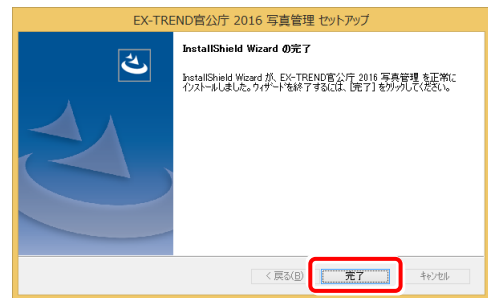 EX-TREND官公庁 2016 写真管理 セットアップ
InstallShield Wizard の完了
InstallShield Wizard が、EX-TREND官公庁 2016 写真管理 を正常に
インストールしました。ウィザードを終了するには、[完了] をクリックしてください。
< 戻る(B)
完了
キャンセル